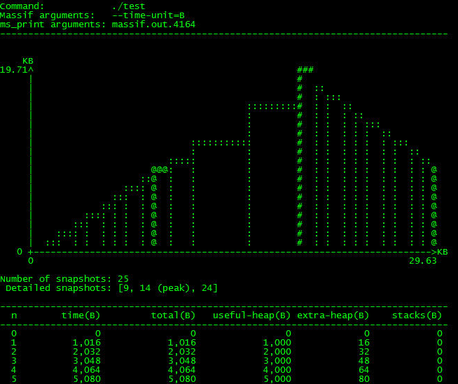 Command: ./test
Massif arguments: --time-unit=B
ms_print arguments: massif.out.4164
KB
19.71^
0
0 29.63
>KB
Number of snapshots: 25
Detailed snapshots: [9, 14 (peak), 24]
n time(B) total(B) useful-heap(B) extra-heap(B) stacks(B)
0 0 0 0 0 0
1 1,016 1,016 1,000 16 0
2 2,032 2,032 2,000 32 0
3 3,048 3,048 3,000 48 0
4 4,064 4,064 4,000 64 0
5 5,080 5,080 5,000 80 0